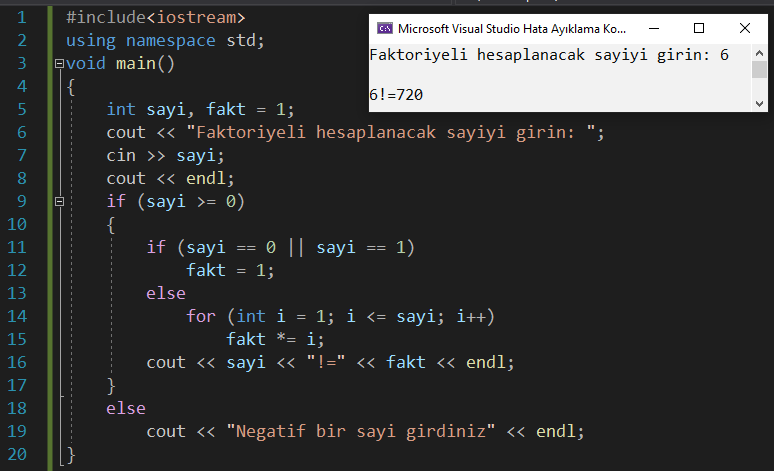 1 #include<iostream>
2 using namespace std;
3 void main()
4 {
5 int sayi, fakt = 1;
6 cout << "Faktoriyeli hesaplanacak sayiyi girin: ";
7 cin >> sayi;
8 cout << endl;
9 if (sayi >= 0)
10 {
11 if (sayi == 0 || sayi == 1)
12 fakt = 1;
13 else
14 for (int i = 1; i <= sayi; i++)
15 fakt *= i;
16 cout << sayi << "!=" << fakt << endl;
17 }
18 else
19 cout << "Negatif bir sayi girdiniz" << endl;
20 }
C:\ Microsoft Visual Studio Hata Ayıklama Ko...
Faktoriyeli hesaplanacak sayiyi girin: 6
6!=720